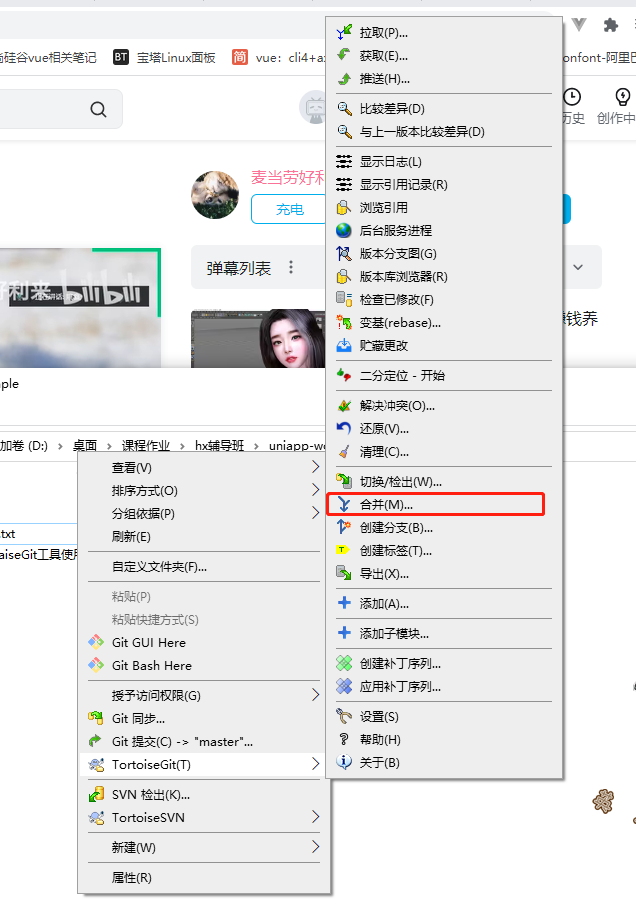 拉取(P)...
获取(E)...
推送(H)...
尚硅谷vue相关笔记
BT 宝塔Linux面板
简 vue：cli4+ax
onfont-阿里巴
比较差异(D)
与上一版本比较差异(D)
历史
创作中
显示日志(L)
显示引用记录(R)
浏览引用
后台服务进程
版本分支图(G)
版本库浏览器(R)
检查已修改(F)
变基(rebase)...
贮藏更改
二分定位 - 开始
解决冲突(O)...
还原(V)...
清理(C)...
切换/检出(W)...
合并(M)...
创建分支(B)...
创建标签(T)...
导出(X)...
添加(A)...
添加子模块...
创建补丁序列...
应用补丁序列...
设置(S)
帮助(H)
关于(B)
麦当劳好利
充电
弹幕列表
好利来 bilibili
钱养
ple
加卷 (D:) › 桌面 › 课程作业 › hx辅导班 › uniapp-we
.txt
aiseGit工具使用
查看(V)
排序方式(O)
分组依据(P)
刷新(E)
自定义文件夹(F)...
粘贴(P)
粘贴快捷方式(S)
Git GUI Here
Git Bash Here
授予访问权限(G)
Git 同步...
Git 提交(C) -> "master"...
TortoiseGit(T)
SVN 检出(K)...
TortoiseSVN
新建(W)
属性(R)